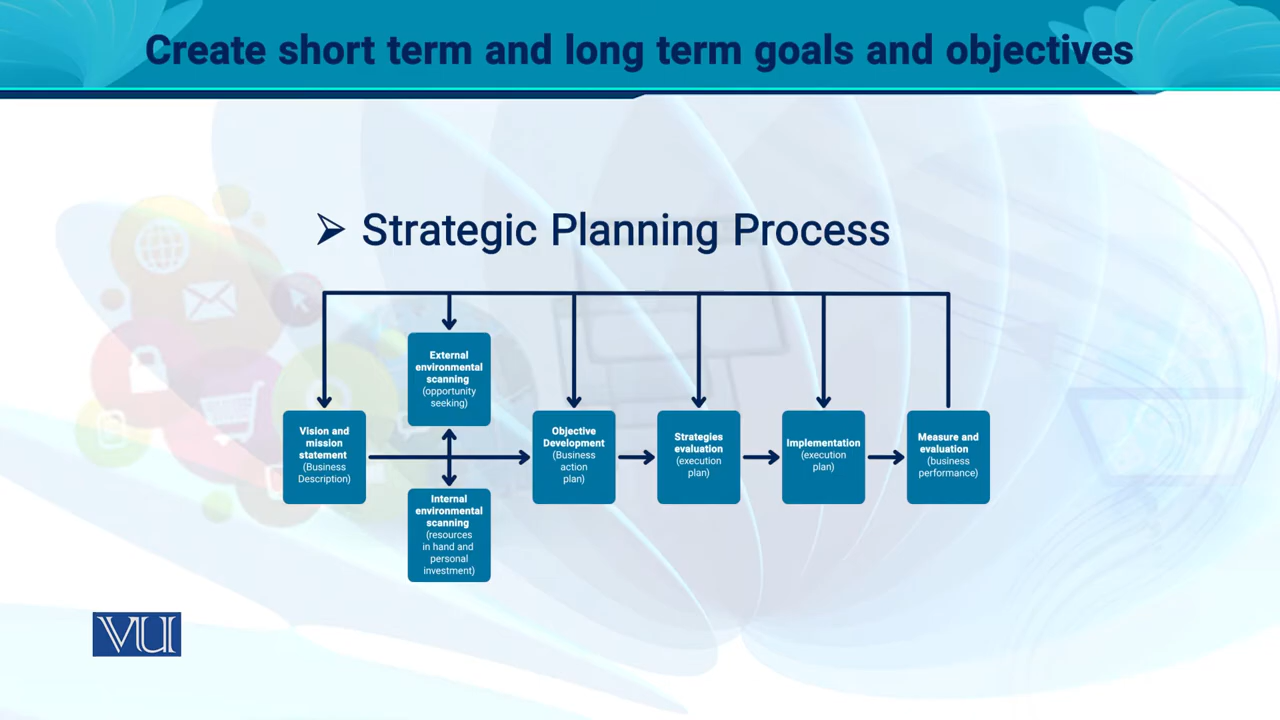 Create short term and long term goals and objectives
➢ Strategic Planning Process
External
environmental
scanning
(opportunity
seeking)
Vision and
mission
statement
(Business
Description)
Internal
environmental
scanning
(resources
in hand and
personal
investment)
Objective
Development
(Business
action
plan)
Strategies
evaluation
(execution
plan)
Implementation
(execution
plan)
Measure and
evaluation
(business
performance)
VU